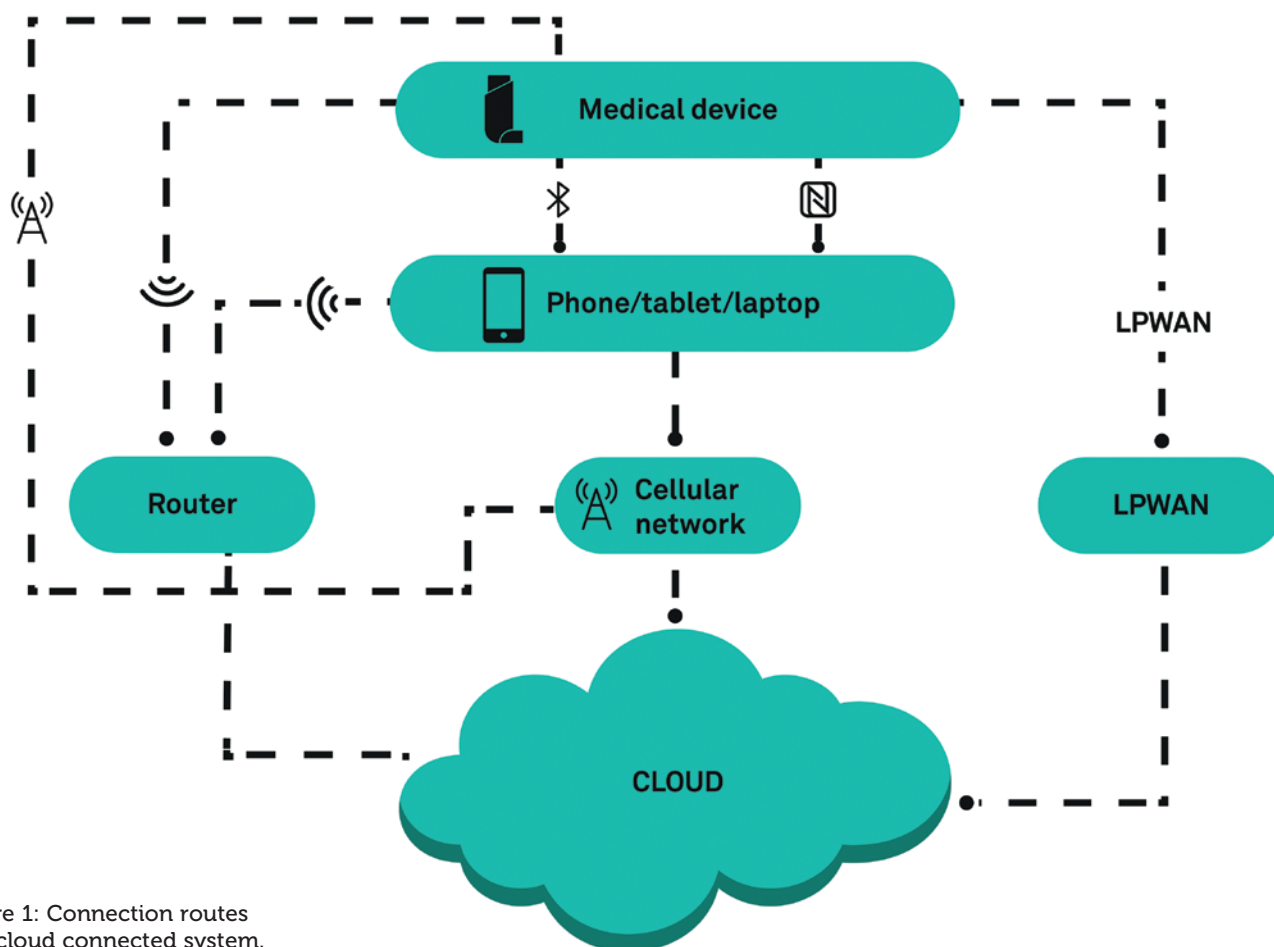 Medical device
Phone/tablet/laptop
LPWAN
Router
Cellular
network
LPWAN
CLOUD
re 1: Connection routes
cloud connected system.